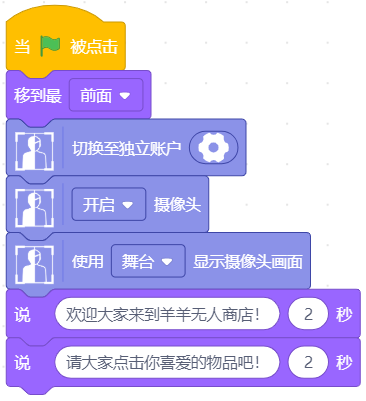 当 被点击
移到最 前面
切换至独立账户
开启 摄像头
使用 舞台 显示摄像头画面
说 欢迎大家来到羊羊无人商店！ 2 秒
说 请大家点击你喜爱的物品吧！ 2 秒